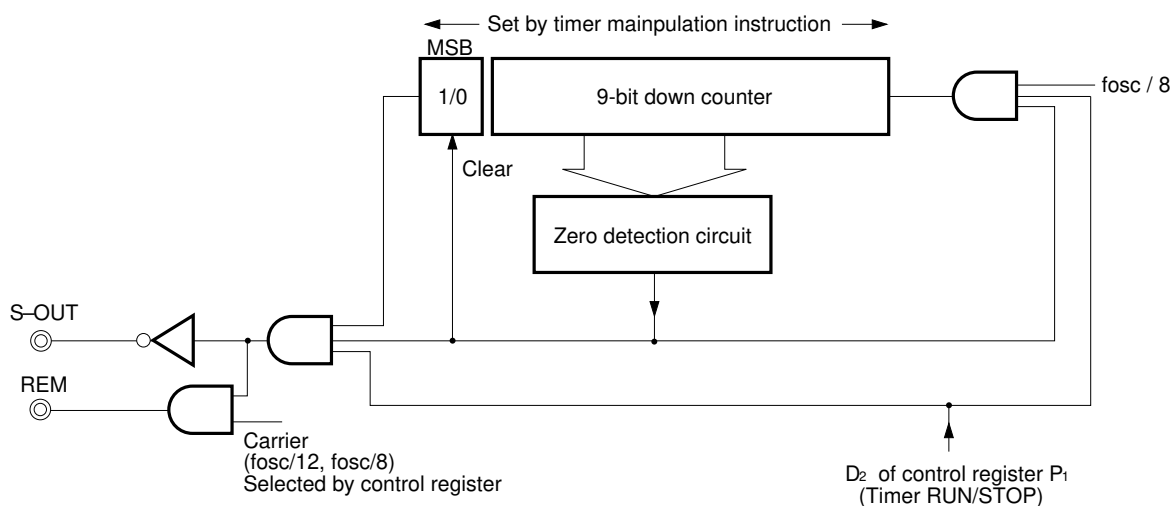 Set by timer mainpulation instruction
MSB
1/0
9-bit down counter
fosc / 8
Clear
Zero detection circuit
S–OUT
REM
Carrier
(fosc/12, fosc/8)
Selected by control register
D2 of control register P1
(Timer RUN/STOP)